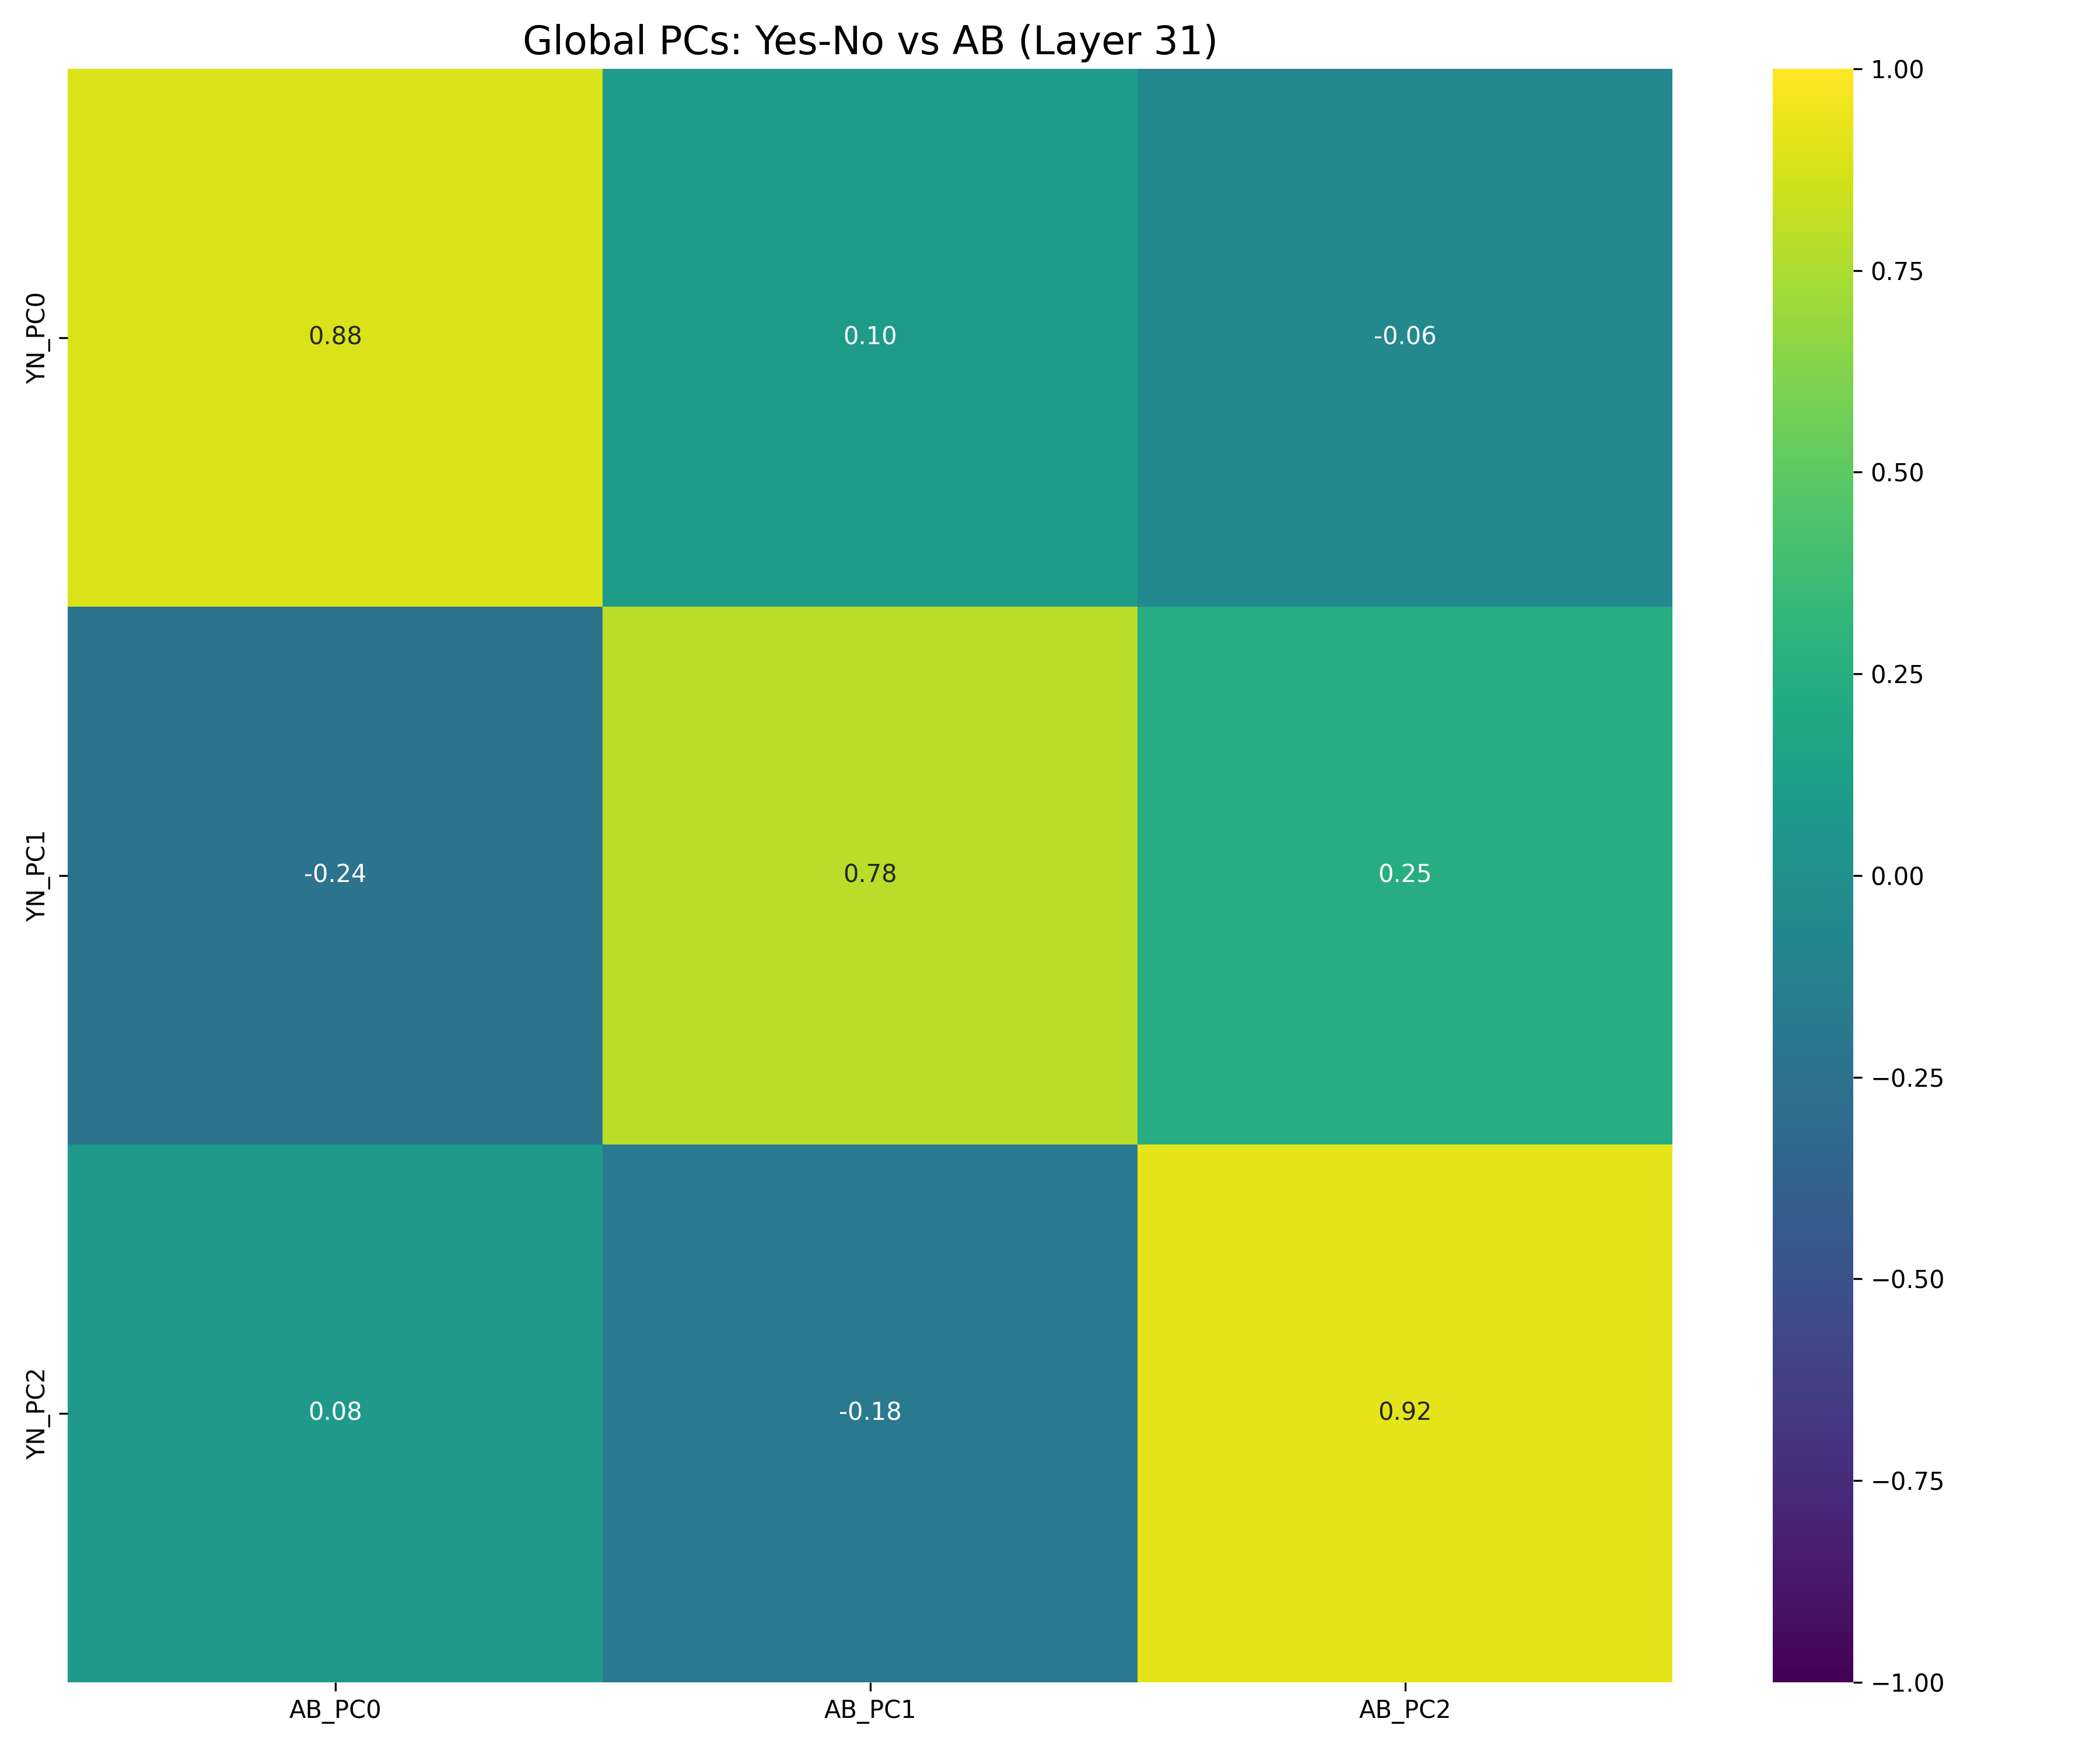 Global PCs: Yes-No vs AB (Layer 31)
YN_PC0
0.88
0.10
-0.06
YN_PC1
-0.24
0.78
0.25
YN_PC2
0.08
-0.18
0.92
AB_PC0
AB_PC1
AB_PC2
1.00
0.75
0.50
0.25
0.00
−0.25
−0.50
−0.75
−1.00